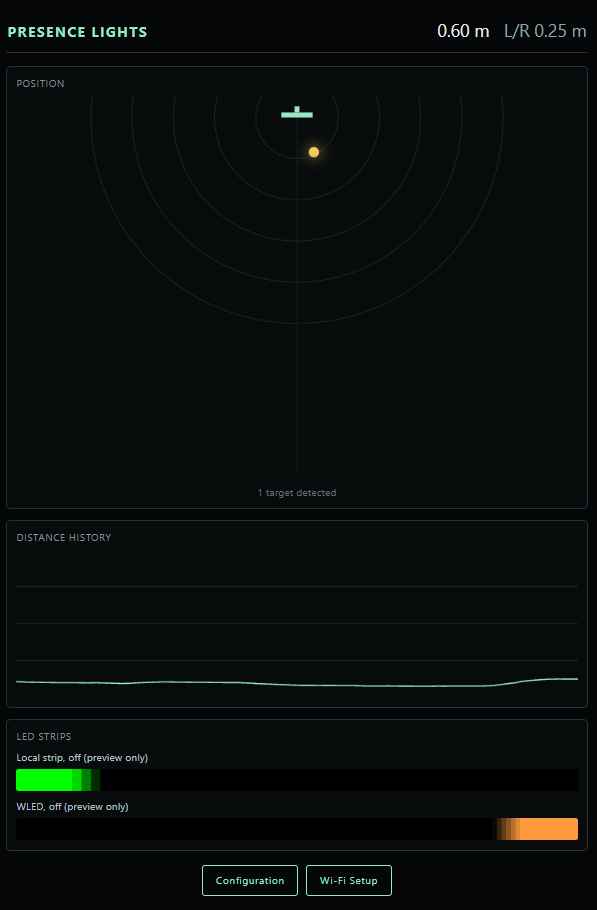 PRESENCE LIGHTS
0.60 m L/R 0.25 m
POSITION
1 target detected
DISTANCE HISTORY
LED STRIPS
Local strip, off (preview only)
WLED, off (preview only)
Configuration
Wi-Fi Setup